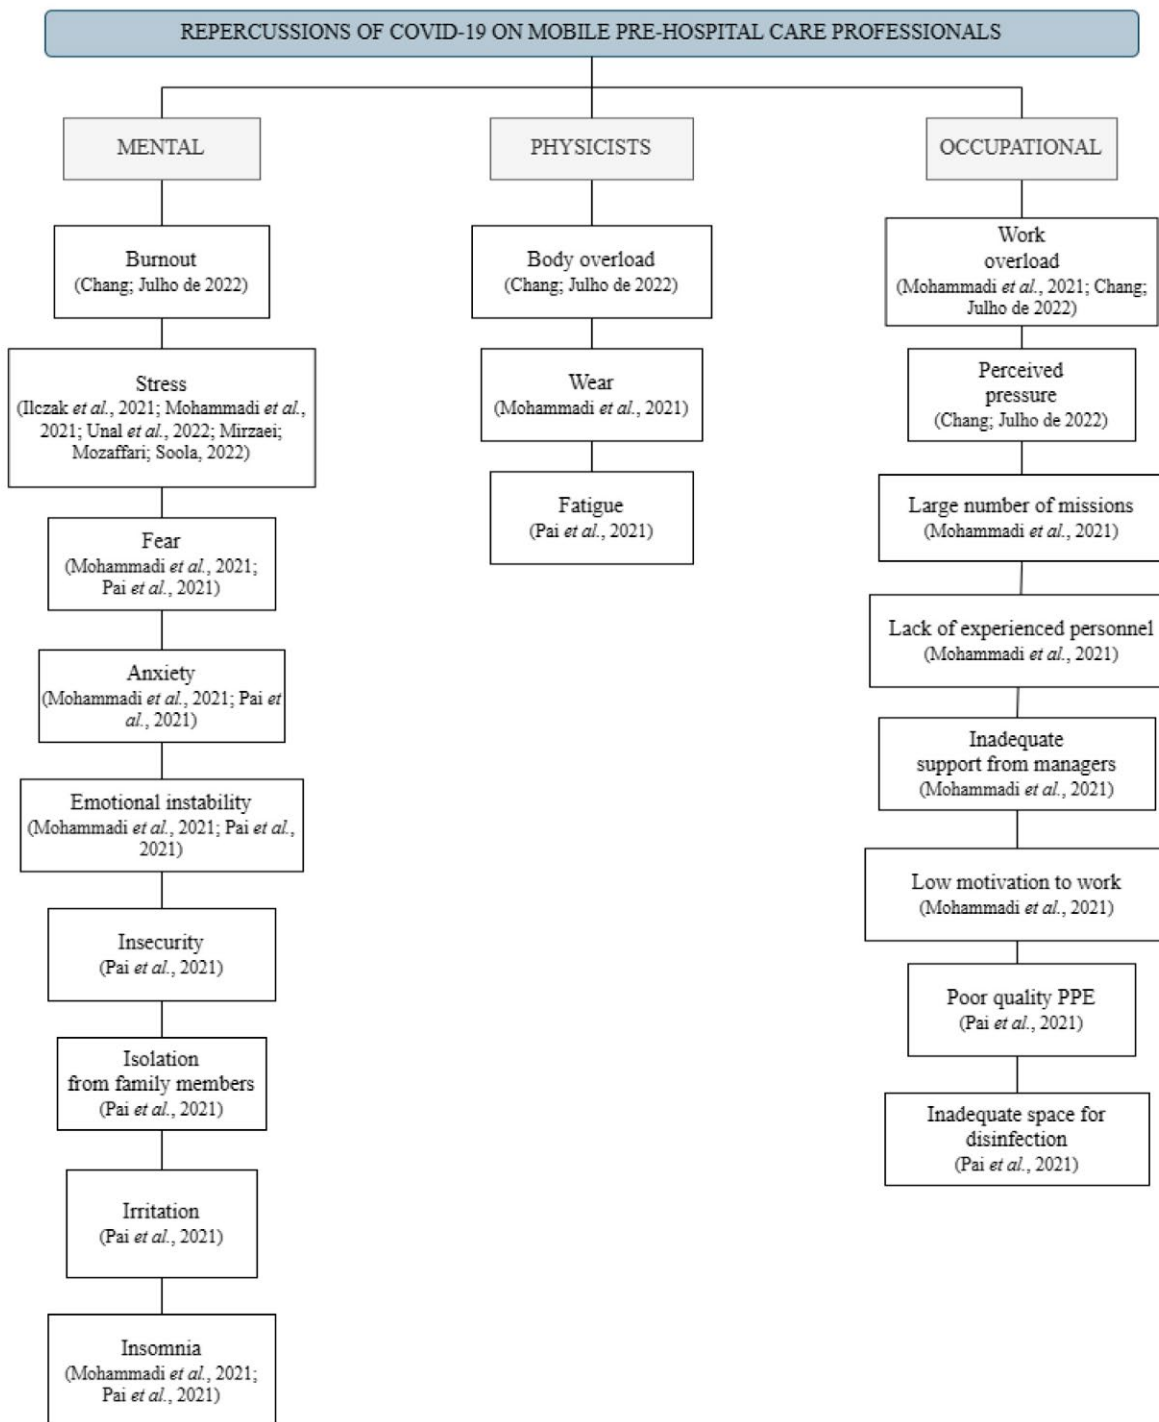 REPERCUSSIONS OF COVID-19 ON MOBILE PRE-HOSPITAL CARE PROFESSIONALS
MENTAL
Burnout
(Chang; Julho de 2022)
Stress
(Ilczak et al., 2021; Mohammadi et al.,
2021; Unal et al., 2022; Mirzaei;
Mozaffari; Soola, 2022)
Fear
(Mohammadi et al., 2021;
Pai et al., 2021)
Anxiety
(Mohammadi et al., 2021; Pai et
al., 2021)
Emotional instability
(Mohammadi et al., 2021; Pai et al.,
2021)
Insecurity
(Pai et al., 2021)
Isolation
from family members
(Pai et al., 2021)
Irritation
(Pai et al., 2021)
Insomnia
(Mohammadi et al., 2021;
Pai et al., 2021)
PHYSICISTS
Body overload
(Chang; Julho de 2022)
Wear
(Mohammadi et al., 2021)
Fatigue
(Pai et al., 2021)
OCCUPATIONAL
Work
overload
(Mohammadi et al., 2021; Chang;
Julho de 2022)
Perceived
pressure
(Chang; Julho de 2022)
Large number of missions
(Mohammadi et al., 2021)
Lack of experienced personnel
(Mohammadi et al., 2021)
Inadequate
support from managers
(Mohammadi et al., 2021)
Low motivation to work
(Mohammadi et al., 2021)
Poor quality PPE
(Pai et al., 2021)
Inadequate space for
disinfection
(Pai et al., 2021)